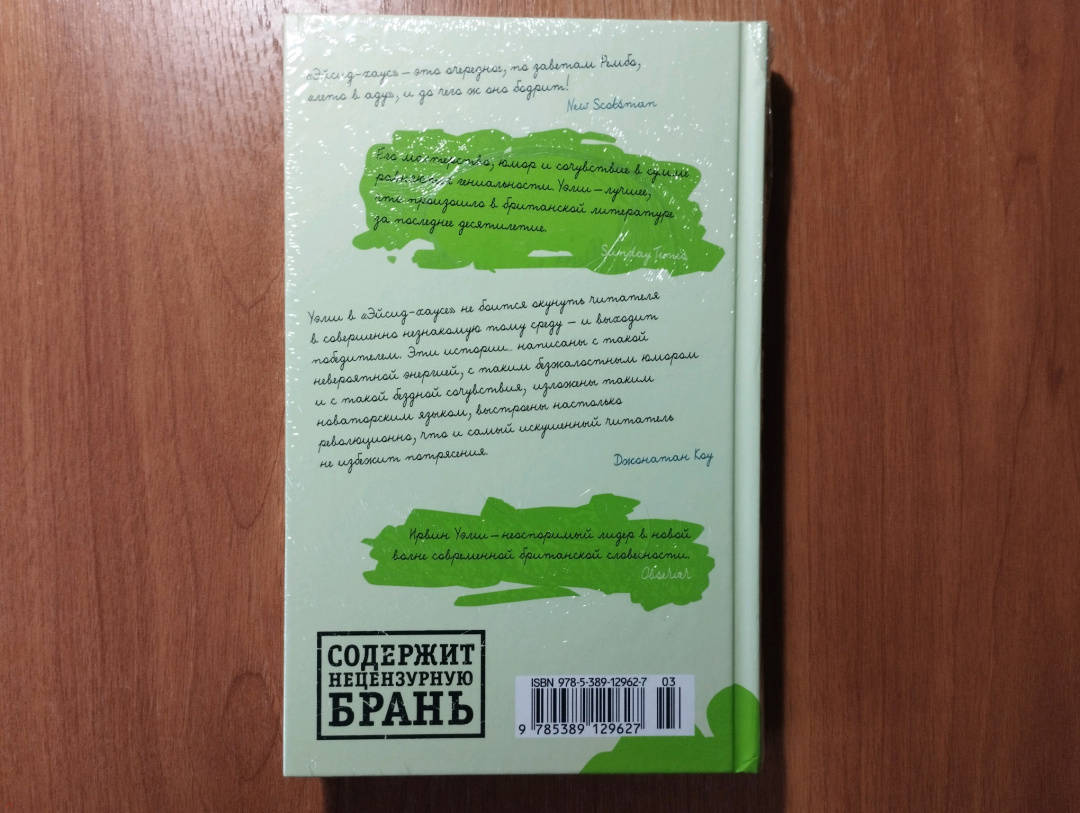 «Эйсид-хаус» — это очередное, по заветам Рембо,
«лето в аду», и до чего ж оно бодрит!
New Scotsman
Его мастерство, юмор и сочувствие в сумме
равняются гениальности. Уэлш — лучшее,
что произошло в британской литературе
за последнее десятилетие.
Sunday Times
Уэлш в «Эйсид-хаусе» не боится окунуть читателя
в совершенно незнакомую тому среду — и выходит
победителем. Эти истории написаны с такой
невероятной энергией, с таким безжалостным юмором
и с такой бездной сочувствия, изложены таким
новаторским языком, выстроены настолько
революционно, что и самый искушенный читатель
не избежит потрясения.
Джонатан Коу
Ирвин Уэлш — неоспоримый лидер в новой
волне современной британской словесности.
Observer
СОДЕРЖИТ
НЕЦЕНЗУРНУЮ
БРАНЬ
ISBN 978-5-389-12962-7 03
9 785389 129627